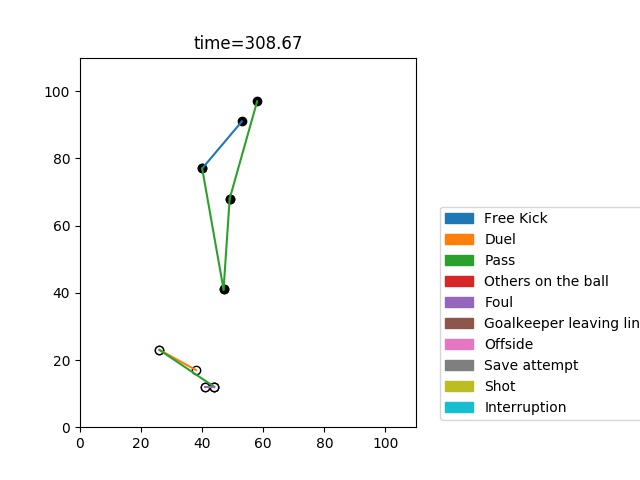 time=308.67
100
80
60
40
20
0
0 20 40 60 80 100
Free Kick
Duel
Pass
Others on the ball
Foul
Goalkeeper leaving lin
Offside
Save attempt
Shot
Interruption